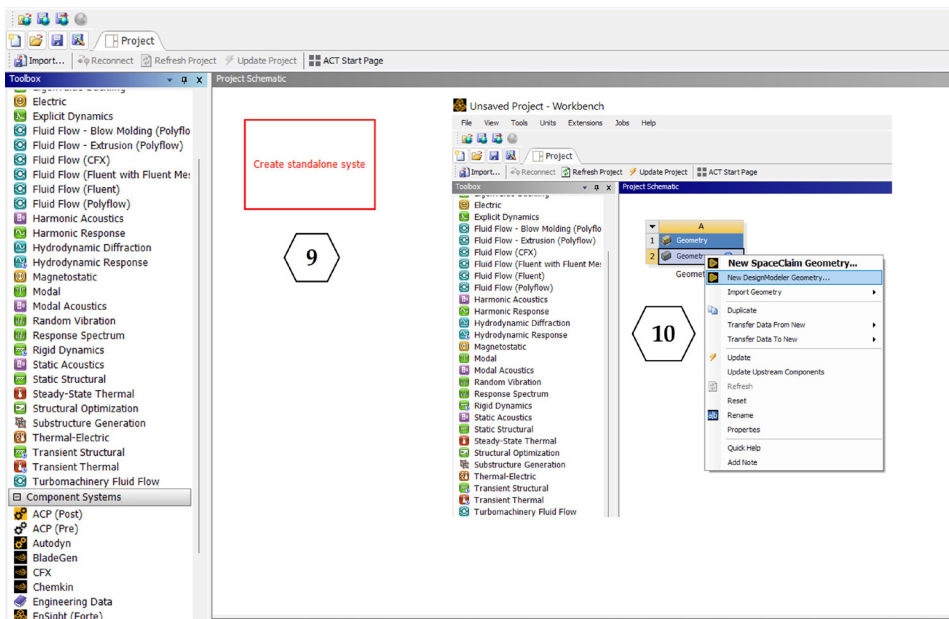 Project
Import...
Reconnect
Refresh Project
Update Project
ACT Start Page
Toolbox
Project Schematic
Electric
Explicit Dynamics
Fluid Flow - Blow Molding (Polyflo
Fluid Flow - Extrusion (Polyflow)
Fluid Flow (CFX)
Fluid Flow (Fluent with Fluent Me:
Fluid Flow (Fluent)
Fluid Flow (Polyflow)
Harmonic Acoustics
Harmonic Response
Hydrodynamic Diffraction
Hydrodynamic Response
Magnetostatic
Modal
Modal Acoustics
Random Vibration
Response Spectrum
Rigid Dynamics
Static Acoustics
Static Structural
Steady-State Thermal
Structural Optimization
Substructure Generation
Thermal-Electric
Transient Structural
Transient Thermal
Turbomachinery Fluid Flow
Component Systems
ACP (Post)
ACP (Pre)
Autodyn
BladeGen
CFX
Chemkin
Engineering Data
EnSight (Forte)
Create standalone syste
9
Unsaved Project - Workbench
File View Tools Units Extensions Jobs Help
Project
Import...
Reconnect
Refresh Project
Update Project
ACT Start Page
Toolbox
Project Schematic
Electric
Explicit Dynamics
Fluid Flow - Blow Molding (Polyflo
Fluid Flow - Extrusion (Polyflow)
Fluid Flow (CFX)
Fluid Flow (Fluent with Fluent Me:
Fluid Flow (Fluent)
Fluid Flow (Polyflow)
Harmonic Acoustics
Harmonic Response
Hydrodynamic Diffraction
Hydrodynamic Response
Magnetostatic
Modal
Modal Acoustics
Random Vibration
Response Spectrum
Rigid Dynamics
Static Acoustics
Static Structural
Steady-State Thermal
Structural Optimization
Substructure Generation
Thermal-Electric
Transient Structural
Transient Thermal
Turbomachinery Fluid Flow
A
1 Geometry
2 Geomet
Geom
10
New SpaceClaim Geometry...
New DesignModeler Geometry...
Import Geometry
Duplicate
Transfer Data From New
Transfer Data To New
Update
Update Upstream Components
Refresh
Reset
Rename
Properties
Quick Help
Add Note